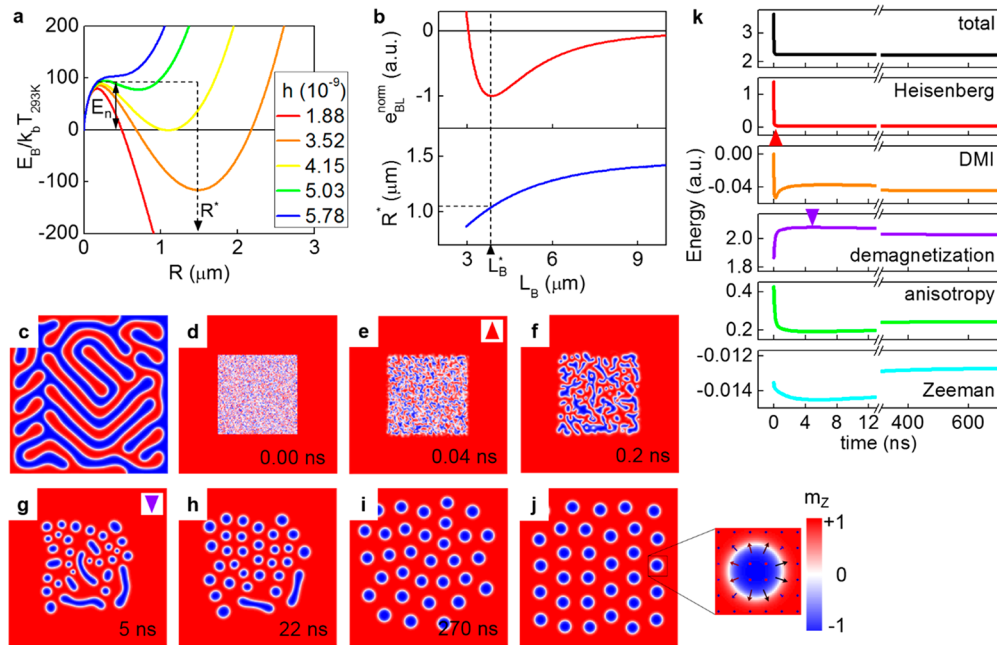 a
200
100
0
-100
-200
E_B/k_bT_293K
E_n
R*
h (10^-9)
1.88
3.52
4.15
5.03
5.78
0
1
2
3
R (μm)
b
0
-1
e_BL^norm (a.u.)
1.5
1.0
R* (μm)
3
6
9
L_B*
L_B (μm)
k
total
3
2
Heisenberg
1
0
DMI
0.00
-0.04
Energy (a.u.)
2.0
1.8
demagnetization
0.4
0.2
anisotropy
-0.012
-0.014
Zeeman
0
4
8
12
400
600
time (ns)
c
d
0.00 ns
e
0.04 ns
f
0.2 ns
g
5 ns
h
22 ns
i
270 ns
j
m_Z
+1
0
-1